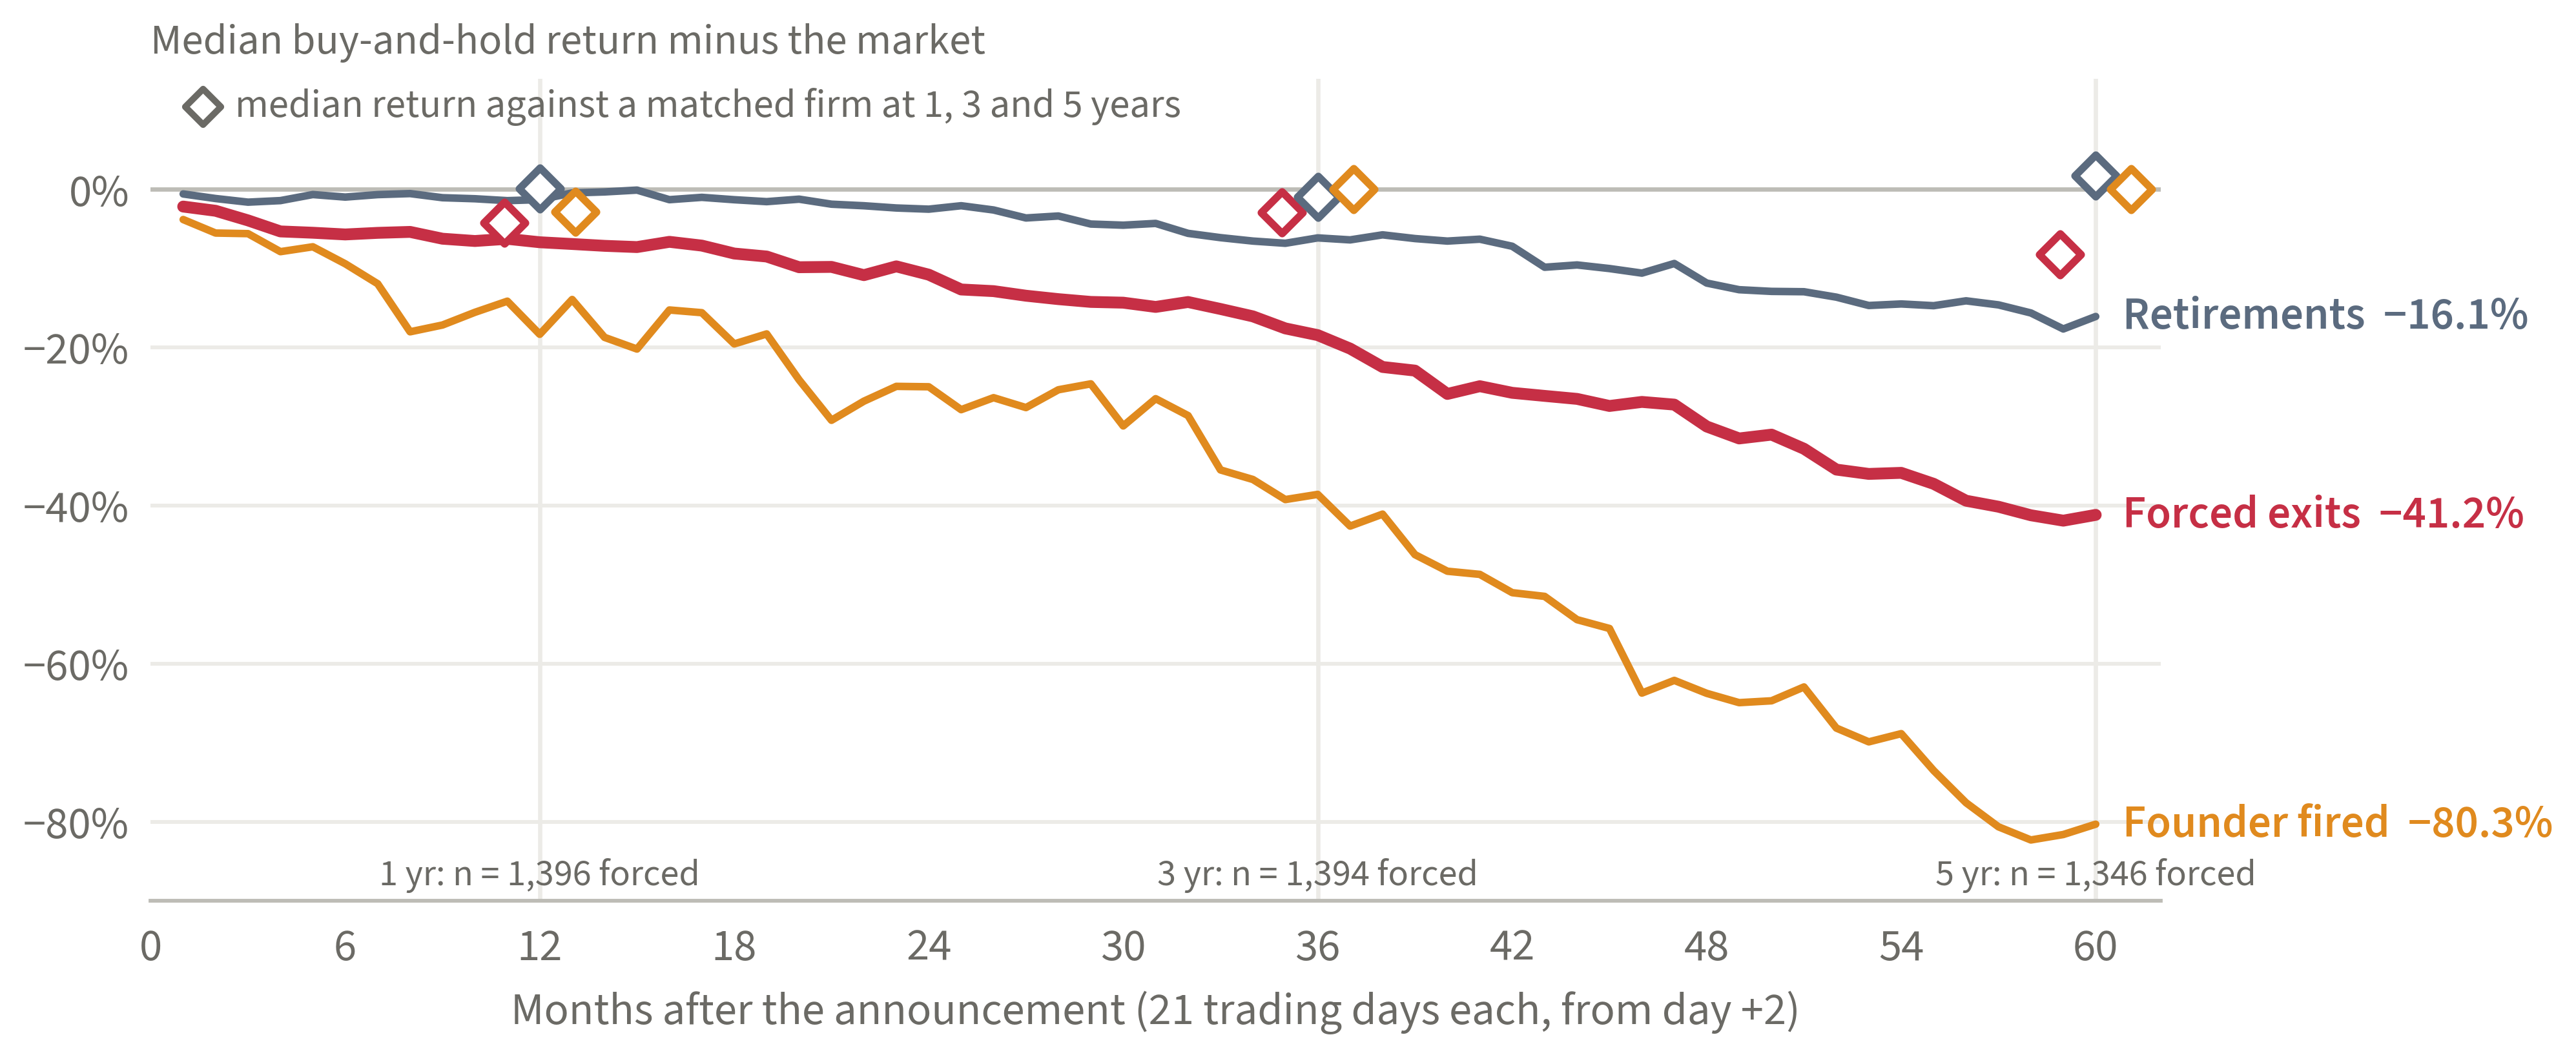 Median buy-and-hold return minus the market
median return against a matched firm at 1, 3 and 5 years
0%
−20%
−40%
−60%
−80%
Retirements −16.1%
Forced exits −41.2%
Founder fired −80.3%
1 yr: n = 1,396 forced
3 yr: n = 1,394 forced
5 yr: n = 1,346 forced
0 6 12 18 24 30 36 42 48 54 60
Months after the announcement (21 trading days each, from day +2)